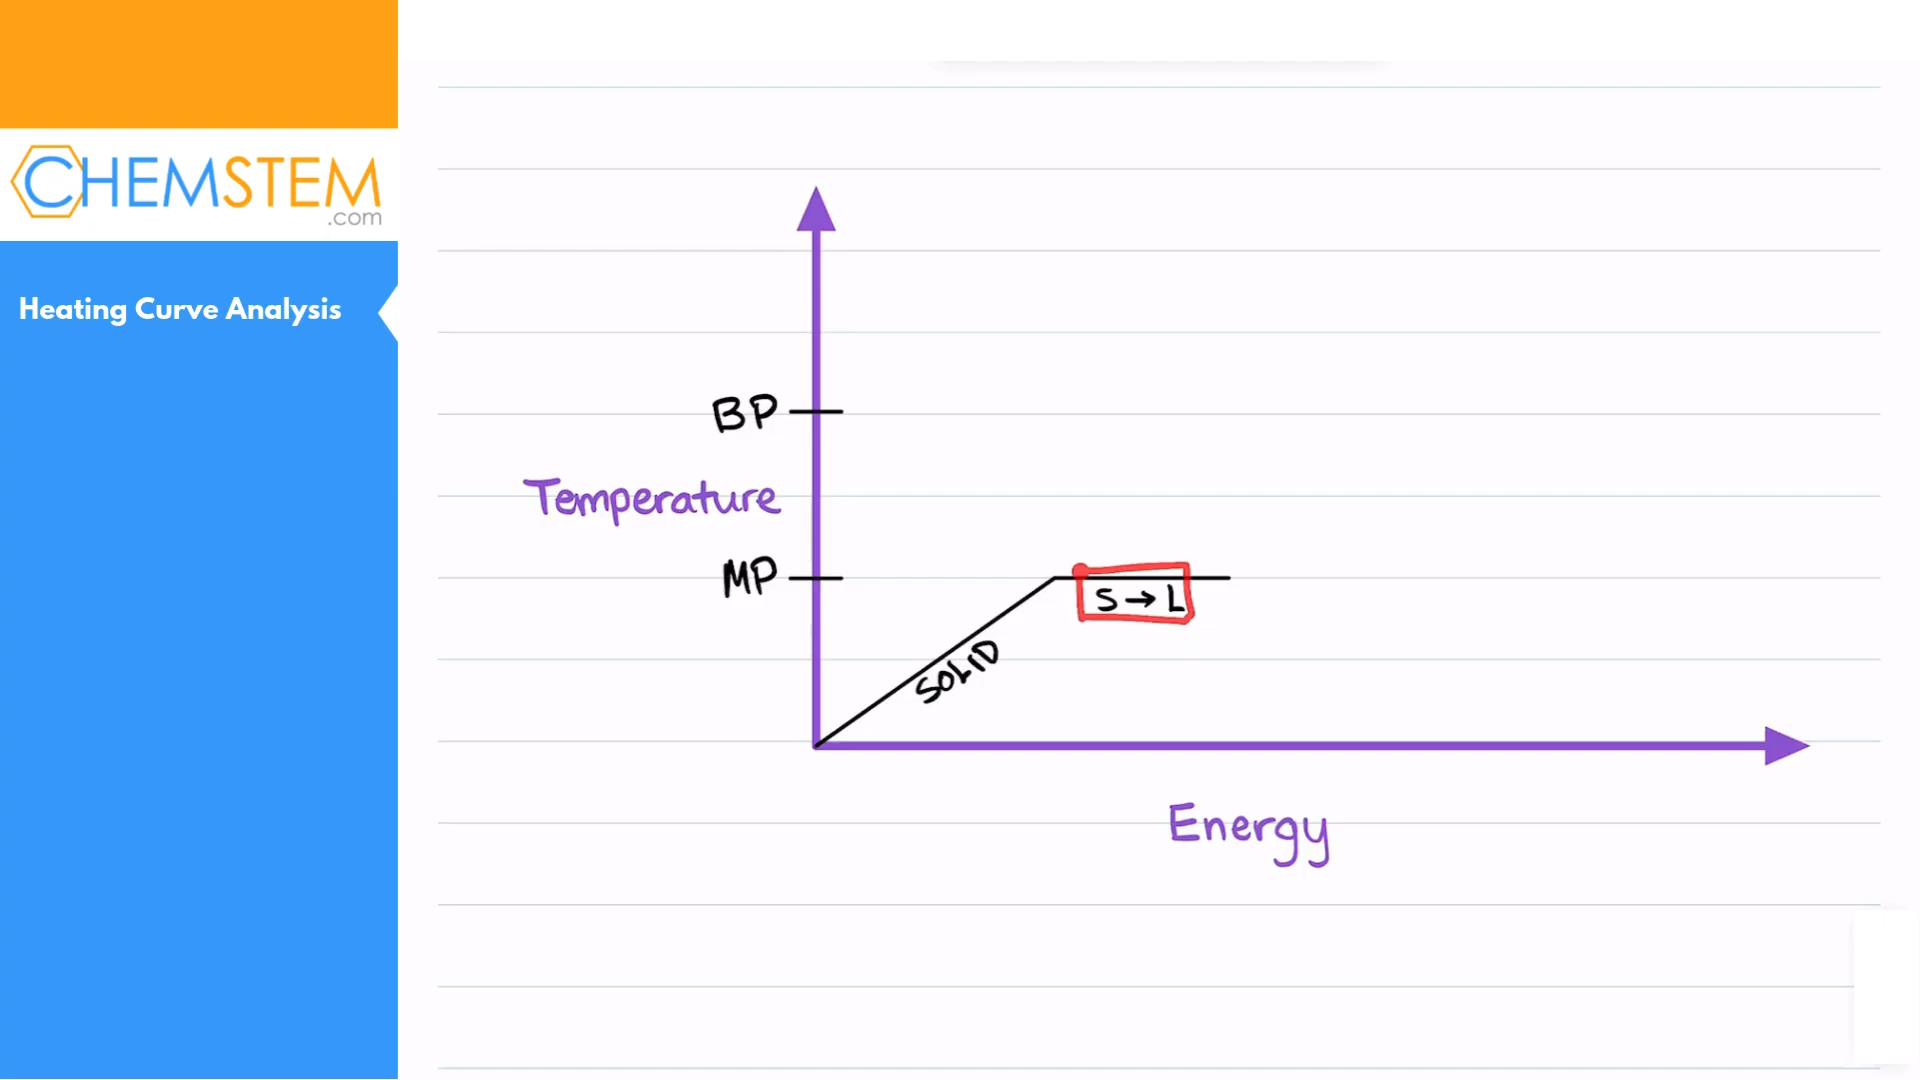 CHEMSTEM
.com
Heating Curve Analysis
BP
Temperature
MP
S → L
SOLID
Energy